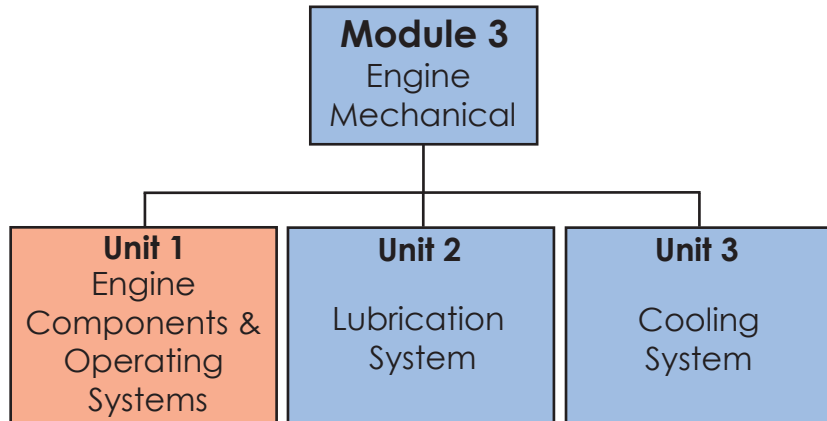 Module 3
Engine
Mechanical
Unit 1
Engine
Components &
Operating
Systems
Unit 2
Lubrication
System
Unit 3
Cooling
System